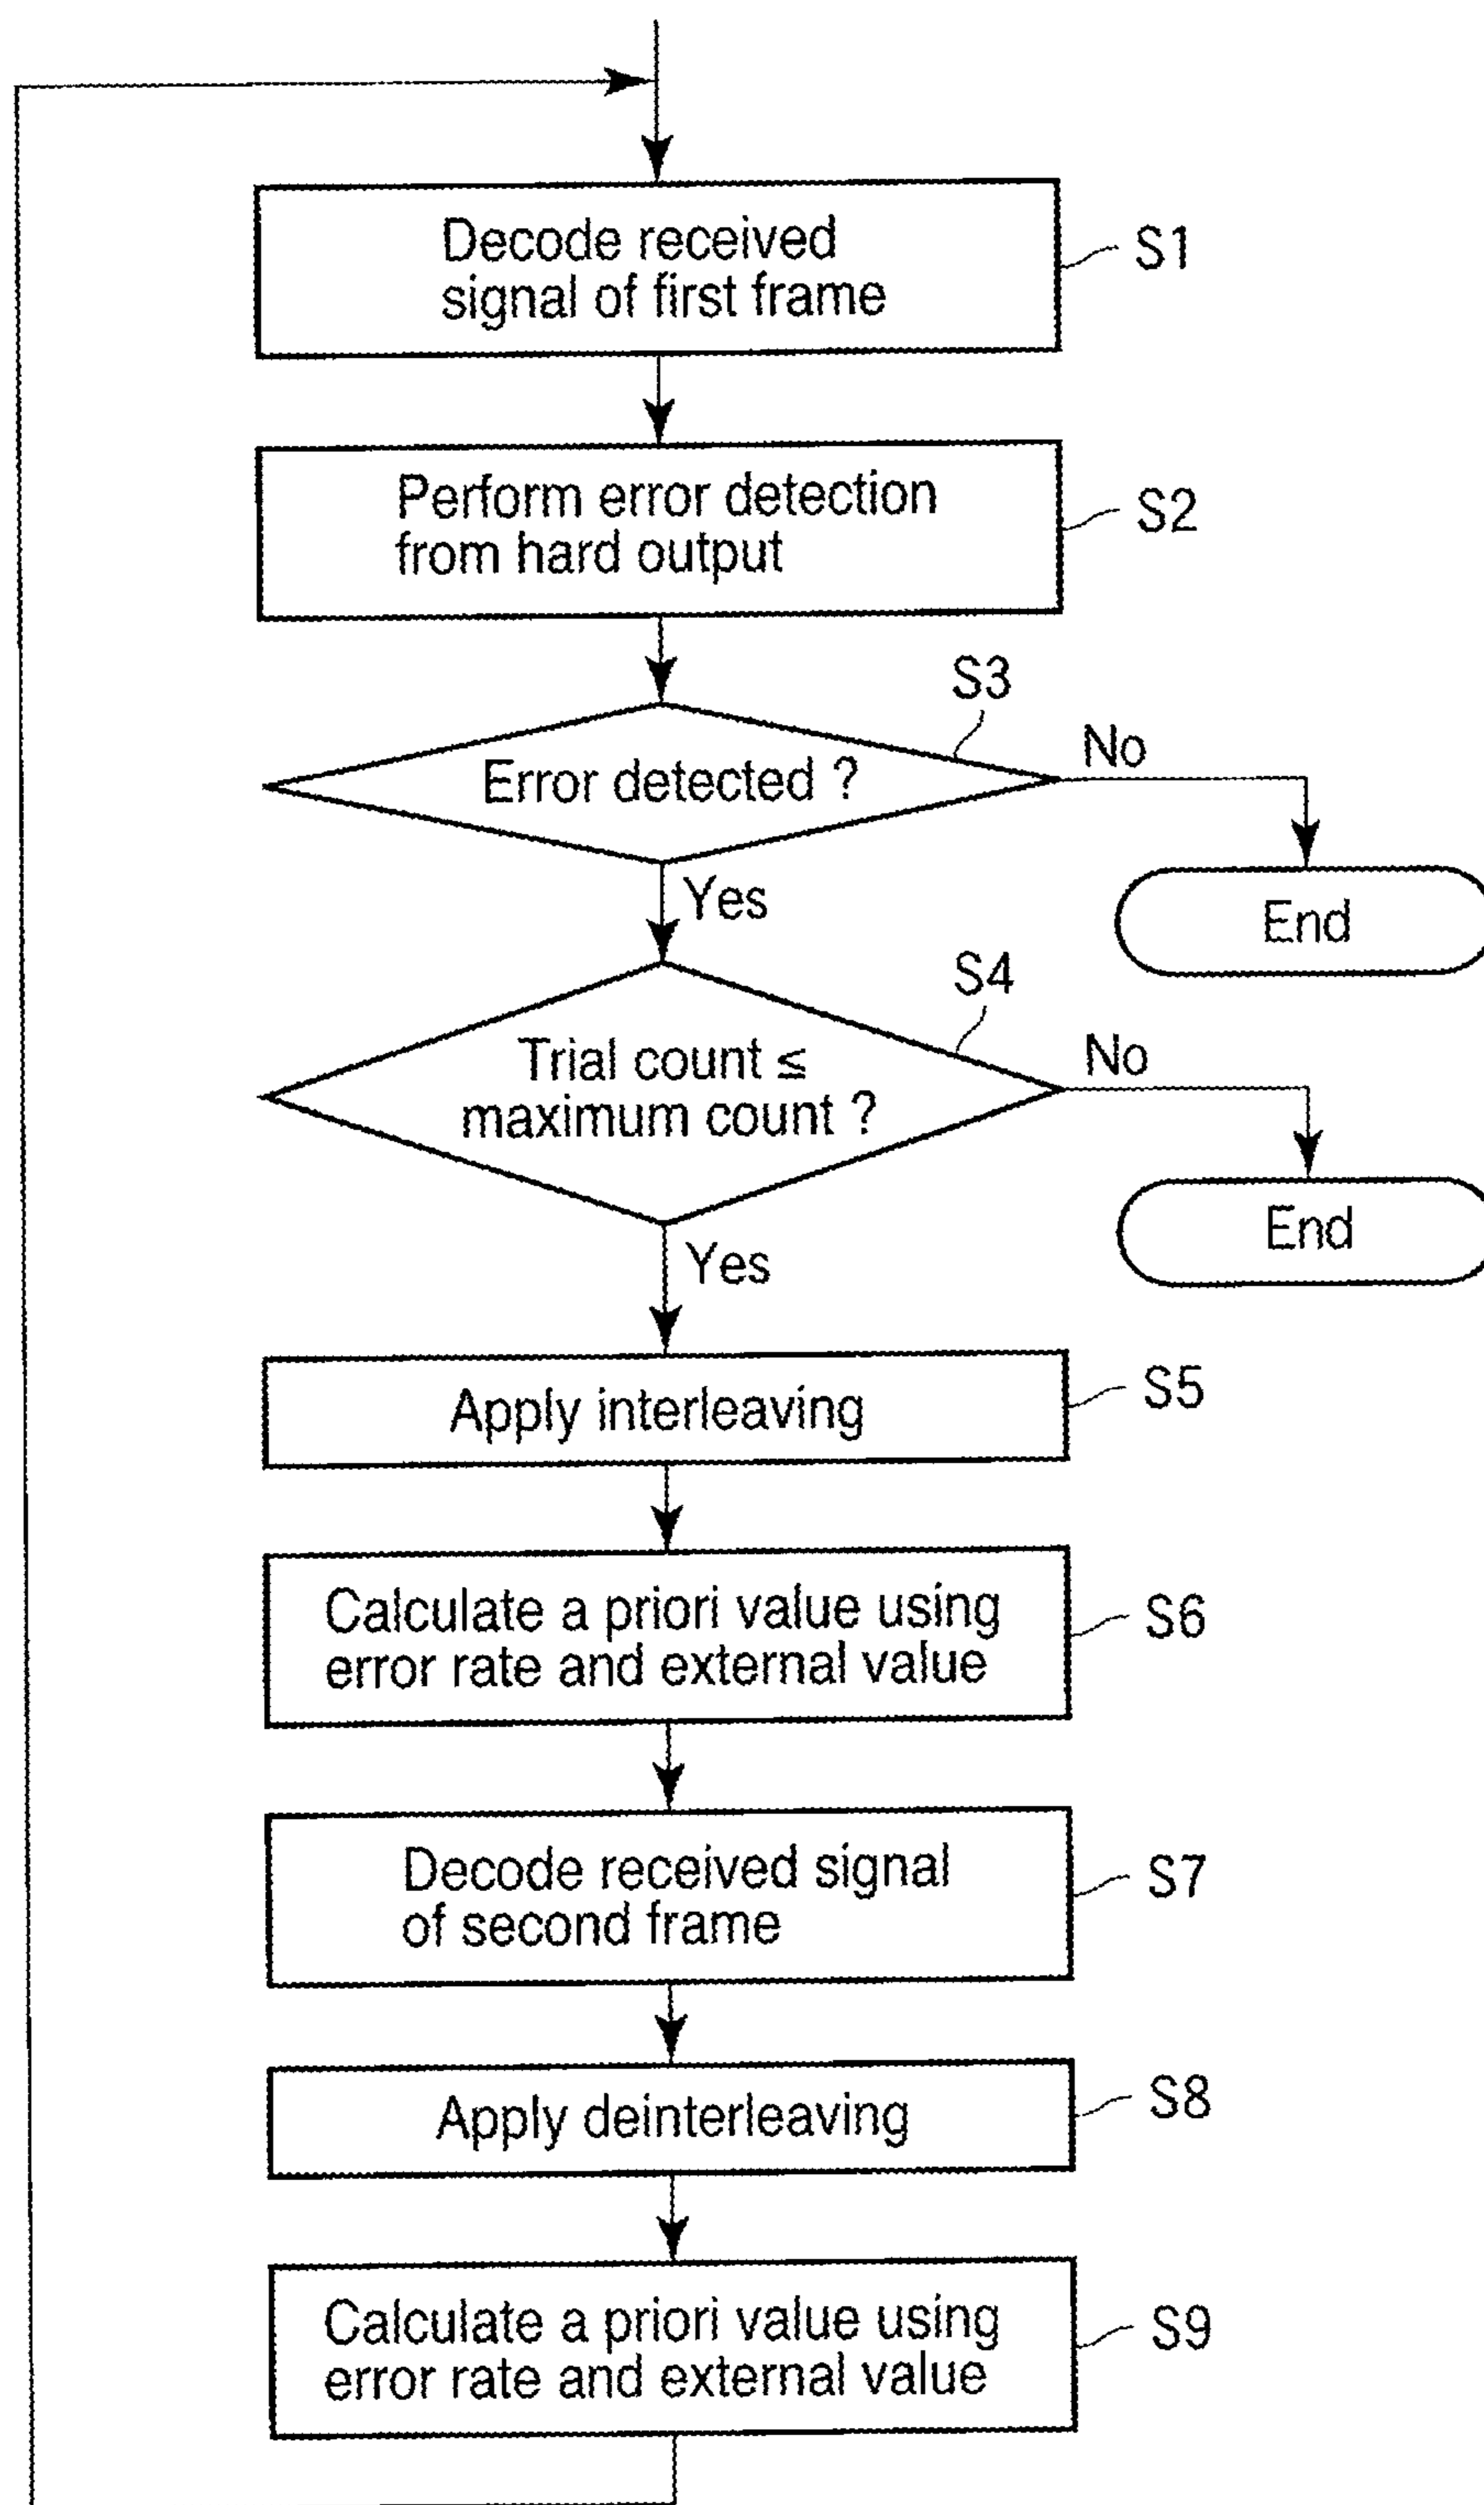 Decode received
signal of first frame
S1
Perform error detection
from hard output
S2
S3
Error detected ?
No
End
Yes
S4
Trial count ≦
maximum count ?
No
End
Yes
Apply interleaving
S5
Calculate a priori value using
error rate and external value
S6
Decode received signal
of second frame
S7
Apply deinterleaving
S8
Calculate a priori value using
error rate and external value
S9